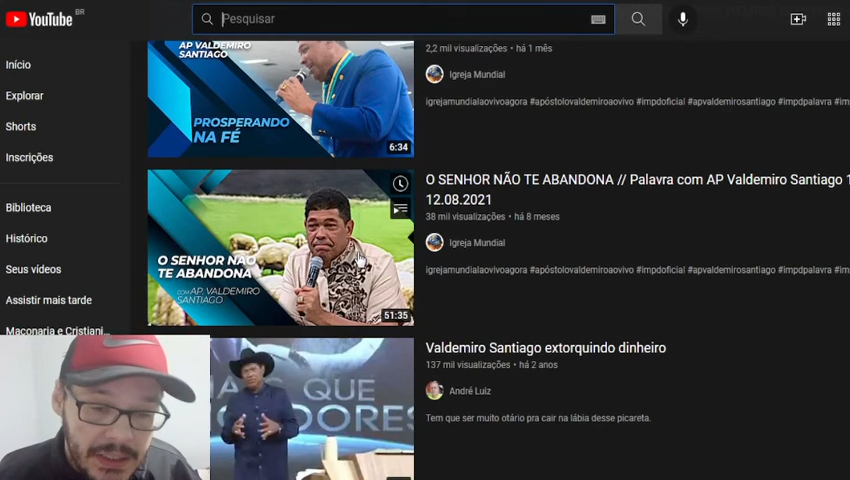 YouTube BR
Pesquisar
Início
Explorar
Shorts
Inscrições
Biblioteca
Histórico
Seus vídeos
Assistir mais tarde
Maçonaria e Cristiani...
AP VALDEMIRO
SANTIAGO
PROSPERANDO
NA FÉ
6:34
2,2 mil visualizações • há 1 mês
Igreja Mundial
igrejamundialaovivoagora #apóstolovaldemiroaovivo #impdoficial #apvaldemirosantiago #impdpalavra #im
O SENHOR NÃO
TE ABANDONA
COM AP. VALDEMIRO
SANTIAGO
51:35
O SENHOR NÃO TE ABANDONA // Palavra com AP Valdemiro Santiago 1
12.08.2021
38 mil visualizações • há 8 meses
Igreja Mundial
igrejamundialaovivoagora #apóstolovaldemiroaovivo #impdoficial #apvaldemirosantiago #impdpalavra #im
QUE
DORES
Valdemiro Santiago extorquindo dinheiro
137 mil visualizações • há 2 anos
André Luiz
Tem que ser muito otário pra cair na lábia desse picareta.